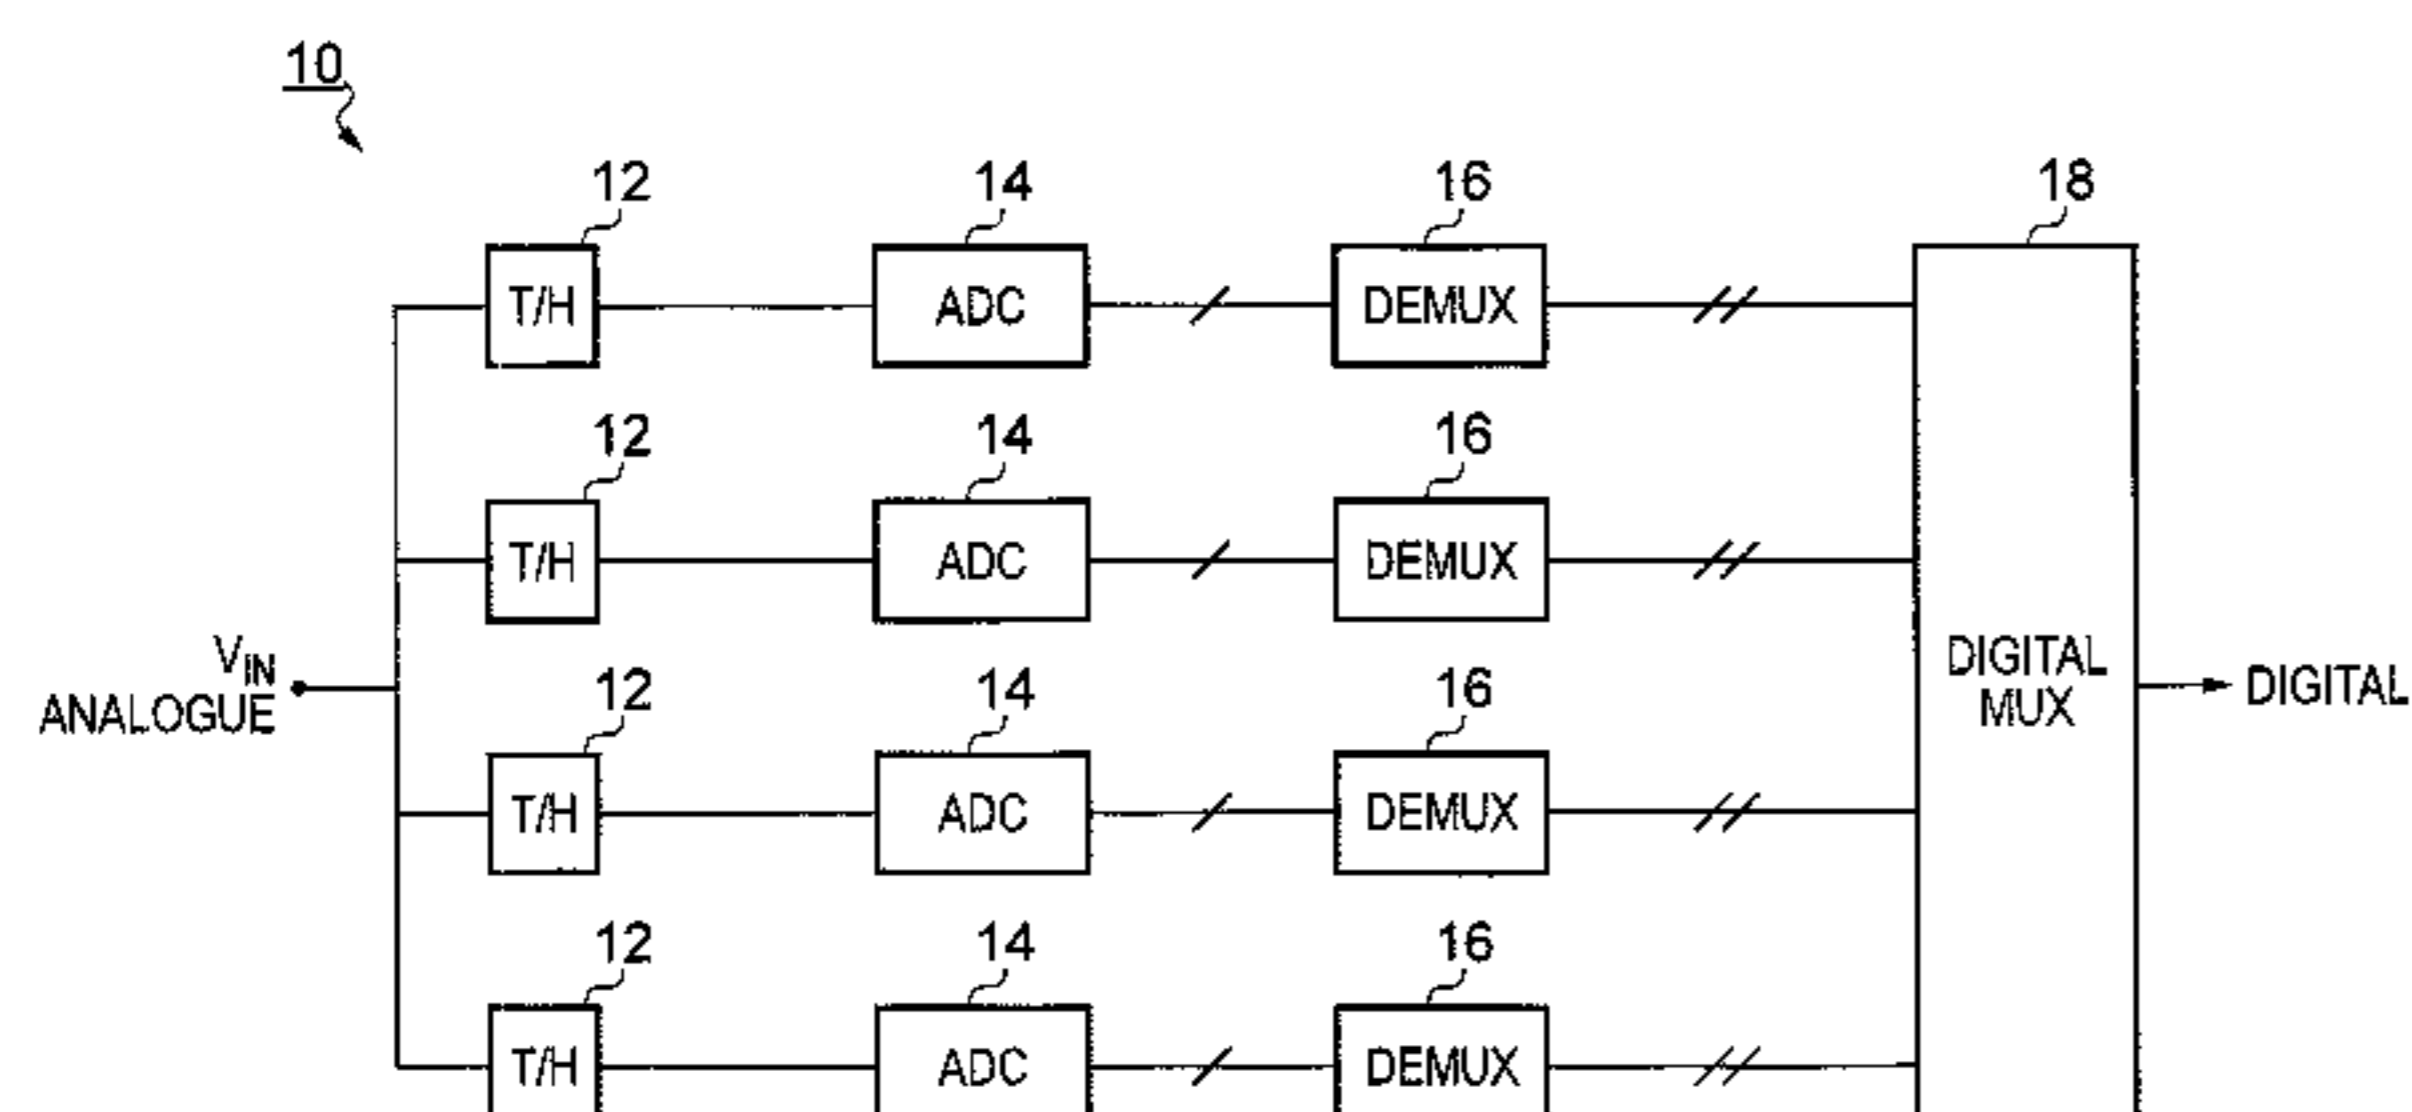 10
12 14 16 18
T/H ADC DEMUX
12 14 16
T/H ADC DEMUX
VIN
ANALOGUE
DIGITAL
MUX
DIGITAL
12 14 16
T/H ADC DEMUX
12 14 16
T/H ADC DEMUX